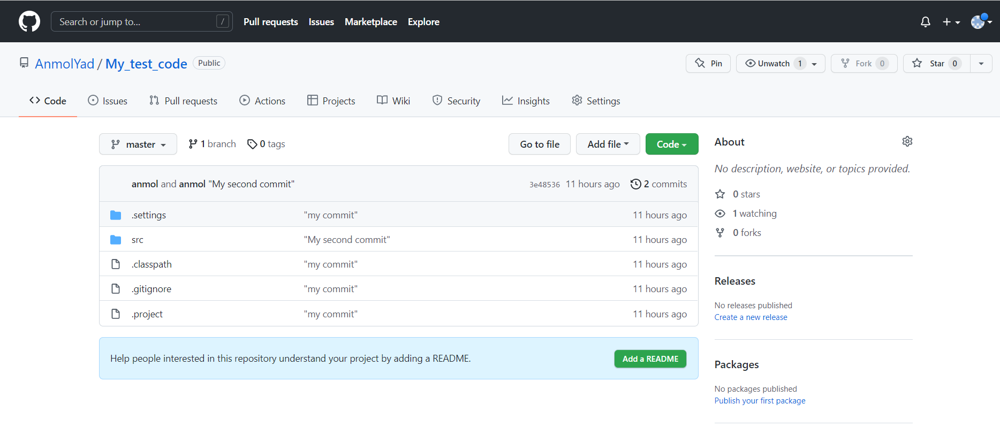 Search or jump to... /
Pull requests Issues Marketplace Explore
AnmolYad / My_test_code Public
Pin Unwatch 1 Fork 0 Star 0
Code Issues Pull requests Actions Projects Wiki Security Insights Settings
master 1 branch 0 tags Go to file Add file Code
anmol and anmol "My second commit" 3e48536 11 hours ago 2 commits
.settings "my commit" 11 hours ago
src "My second commit" 11 hours ago
.classpath "my commit" 11 hours ago
.gitignore "my commit" 11 hours ago
.project "my commit" 11 hours ago
Help people interested in this repository understand your project by adding a README. Add a README
About
No description, website, or topics provided.
0 stars
1 watching
0 forks
Releases
No releases published
Create a new release
Packages
No packages published
Publish your first package